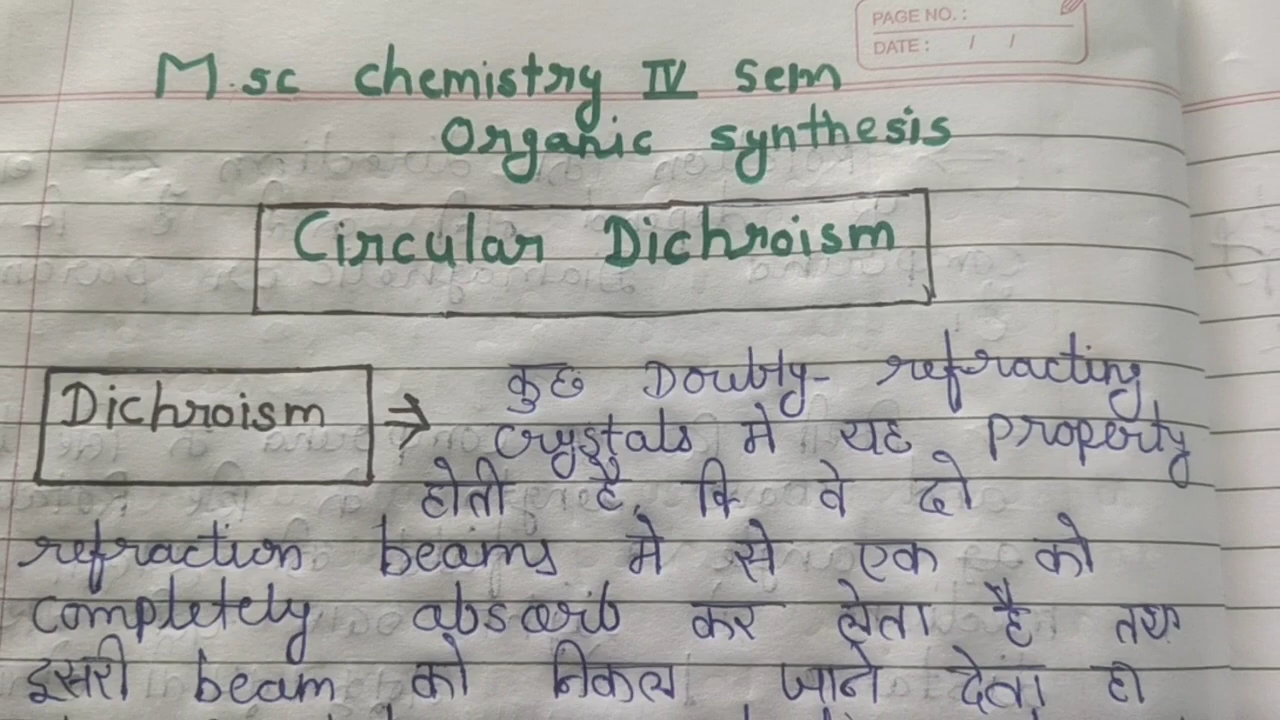 PAGE NO. :
DATE : / /
M.sc chemistry IV sem
Organic synthesis
Circular Dichroism
Dichroism ⇒ कुछ Doubly- refracting
crystals मे यह property
होती है, कि वे दो
refraction beams मे से एक को
completely absorb कर लेता है तथा
दुसरी beam को निकल जाने देता हा